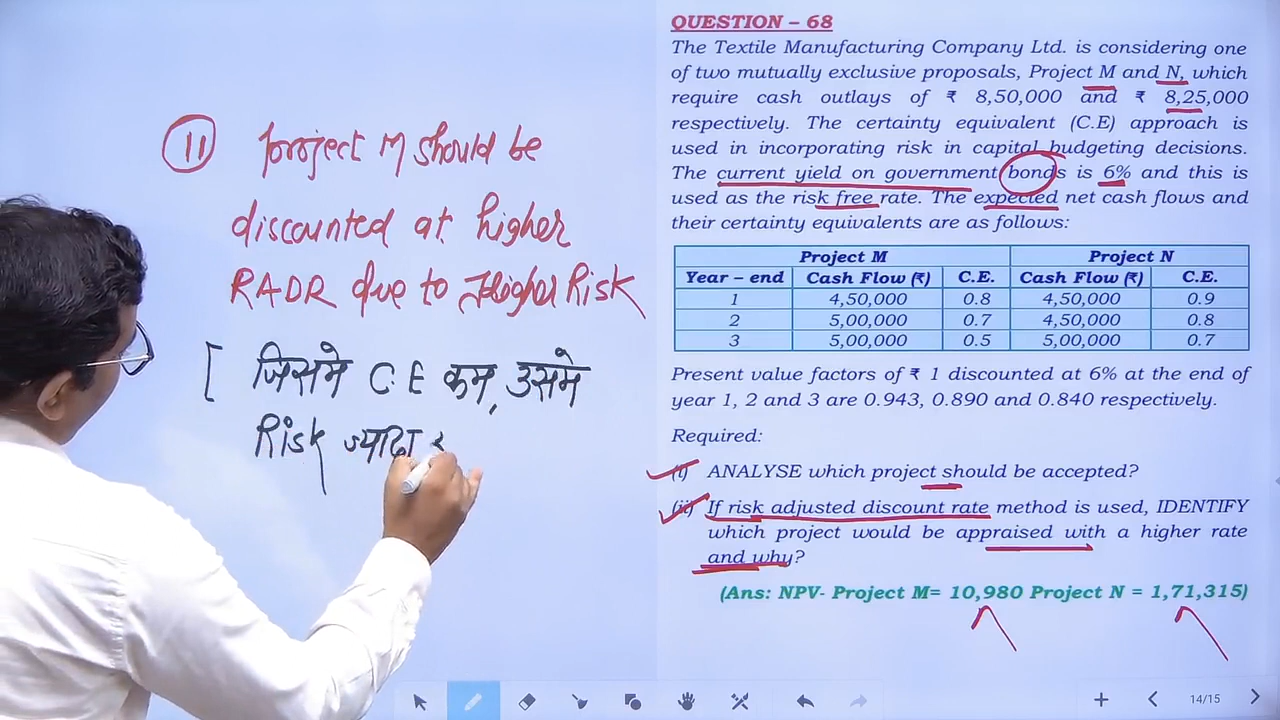 11 project M should be
discounted at higher
RADR due to Higher Risk
[ जिसमे C.E कम, उसमे
Risk ज्यादा
QUESTION – 68
The Textile Manufacturing Company Ltd. is considering one
of two mutually exclusive proposals, Project M and N, which
require cash outlays of ₹ 8,50,000 and ₹ 8,25,000
respectively. The certainty equivalent (C.E) approach is
used in incorporating risk in capital budgeting decisions.
The current yield on government bonds is 6% and this is
used as the risk free rate. The expected net cash flows and
their certainty equivalents are as follows:
Project M Project N
Year – end Cash Flow (₹) C.E. Cash Flow (₹) C.E.
1 4,50,000 0.8 4,50,000 0.9
2 5,00,000 0.7 4,50,000 0.8
3 5,00,000 0.5 5,00,000 0.7
Present value factors of ₹ 1 discounted at 6% at the end of
year 1, 2 and 3 are 0.943, 0.890 and 0.840 respectively.
Required:
(i) ANALYSE which project should be accepted?
(ii) If risk adjusted discount rate method is used, IDENTIFY
which project would be appraised with a higher rate
and why?
(Ans: NPV- Project M= 10,980 Project N = 1,71,315)
14/15